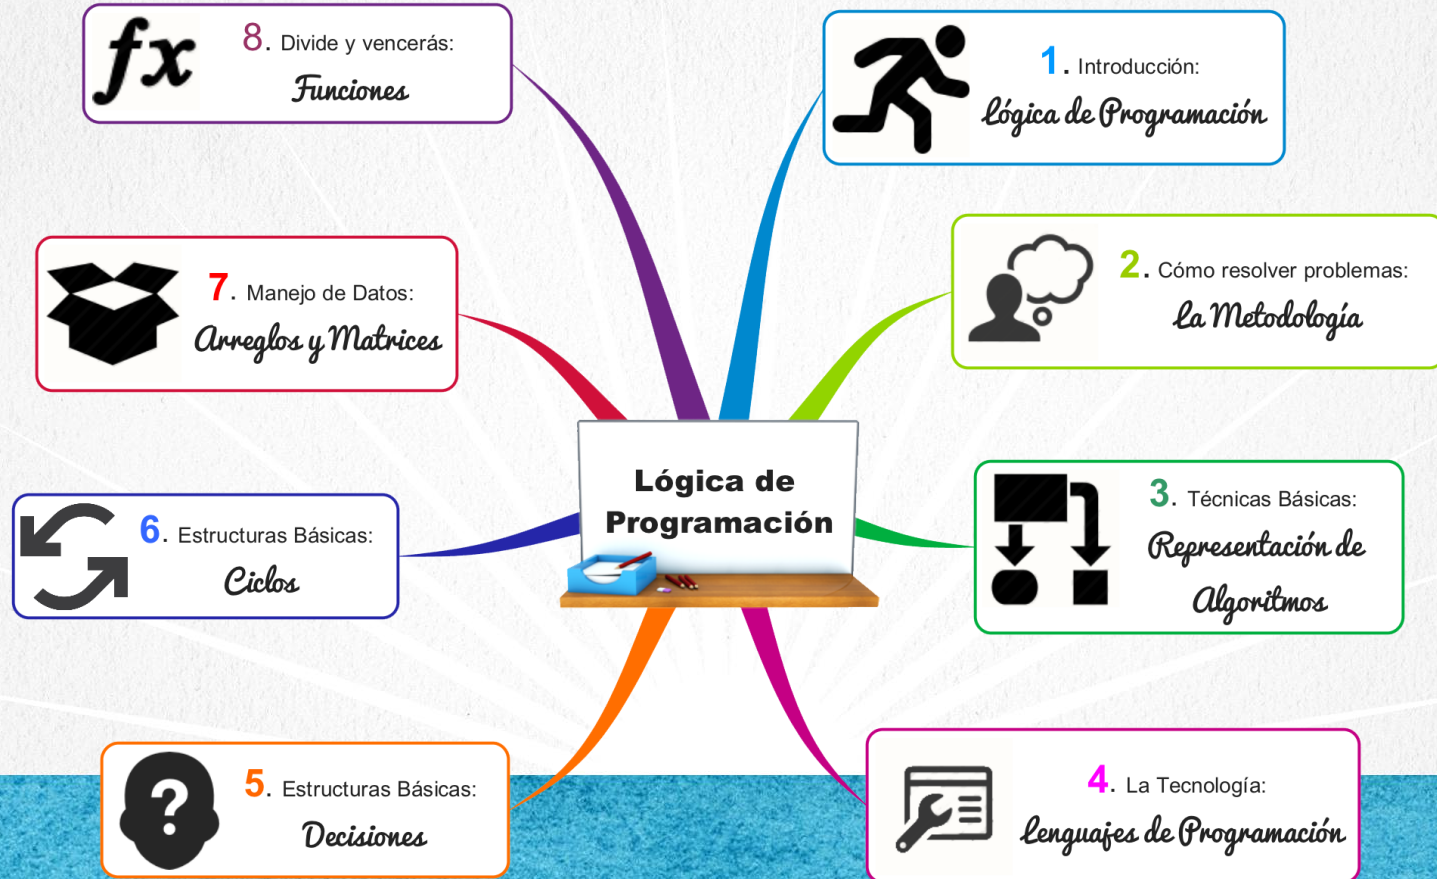 Lógica de
Programación
1. Introducción:
Lógica de Programación
2. Cómo resolver problemas:
La Metodología
3. Técnicas Básicas:
Representación de
Algoritmos
4. La Tecnología:
Lenguajes de Programación
5. Estructuras Básicas:
Decisiones
6. Estructuras Básicas:
Ciclos
7. Manejo de Datos:
Arreglos y Matrices
fx
8. Divide y vencerás:
Funciones
?